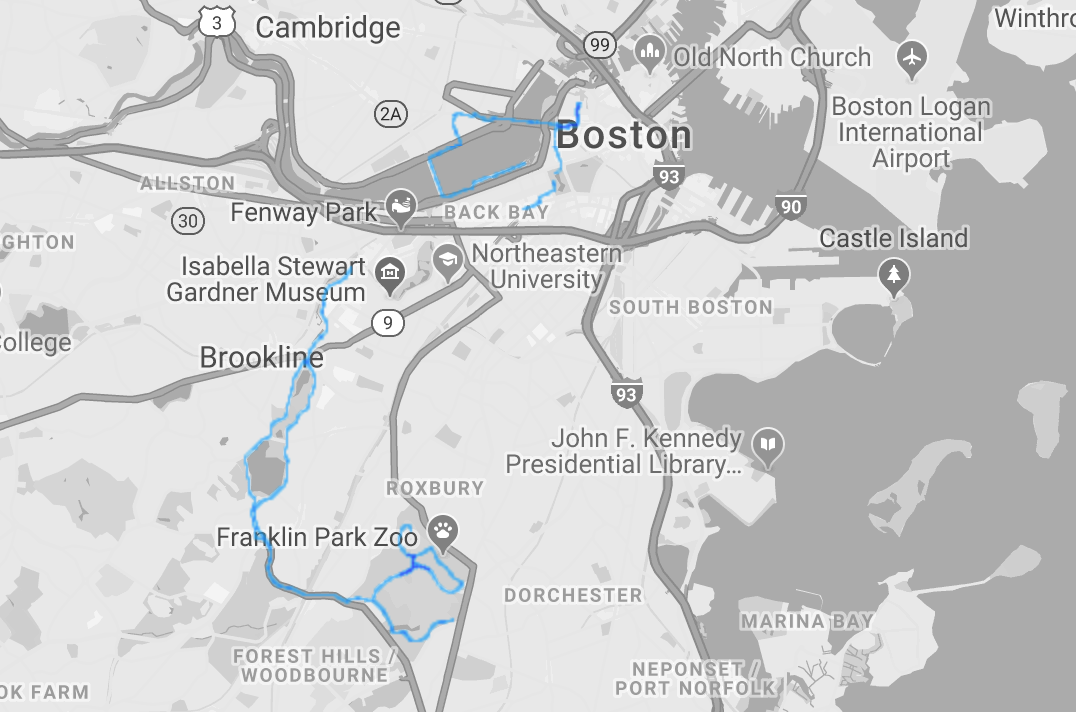 3
Cambridge
99
Old North Church
Winthro
2A
Boston
Boston Logan
International
Airport
ALLSTON
93
30
Fenway Park
BACK BAY
90
GHTON
Castle Island
Isabella Stewart
Gardner Museum
Northeastern
University
SOUTH BOSTON
9
College
Brookline
93
John F. Kennedy
Presidential Library...
ROXBURY
Franklin Park Zoo
DORCHESTER
MARINA BAY
FOREST HILLS /
WOODBOURNE
NEPONSET /
PORT NORFOLK
OK FARM